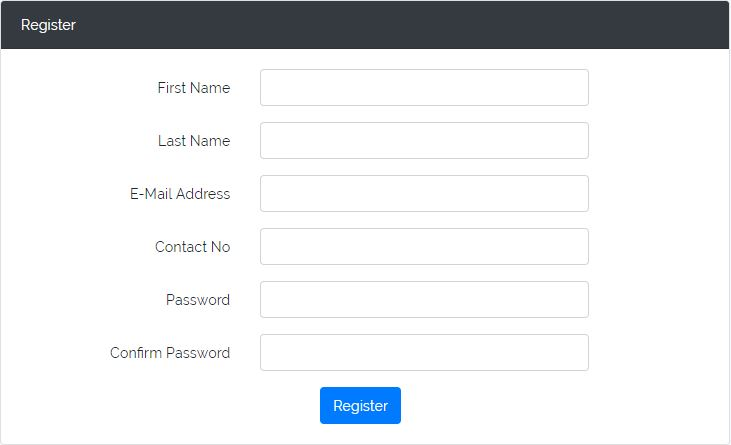 Register
First Name
Last Name
E-Mail Address
Contact No
Password
Confirm Password
Register